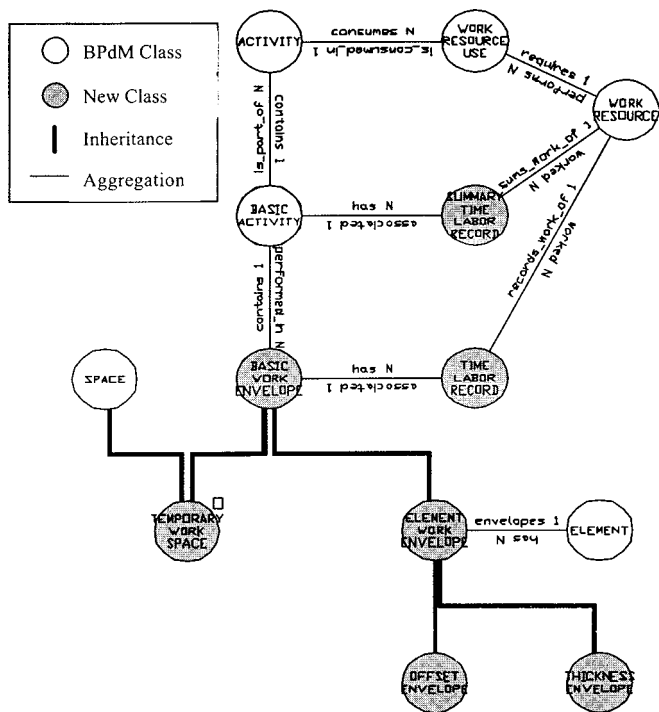 BPdM Class
New Class
Inheritance
Aggregation
ACTIVITY
consumes N
is_consumed_in 1
WORK
RESOURCE
USE
requires 1
performs N
WORK
RESOURCE
is_part_of N
contains 1
sums_work_of 1
worked N
BASIC
ACTIVITY
has N
associated 1
SUMMARY
TIME
LABOR
RECORD
records_work_of 1
worked N
contains 1
performed_in N
SPACE
BASIC
WORK
ENVELOPE
has N
associated 1
TIME
LABOR
RECORD
TEMPORARY
WORK
SPACE
ELEMENT
WORK
ENVELOPE
envelopes 1
has N
ELEMENT
OFFSET
ENVELOPE
THICKNESS
ENVELOPE